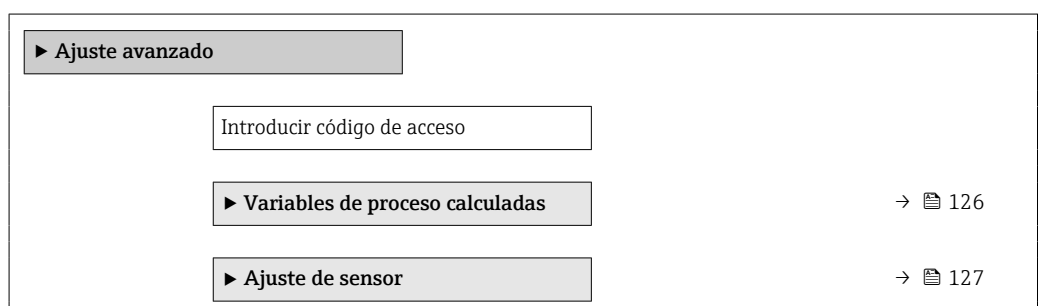 ▶ Ajuste avanzado
Introducir código de acceso
▶ Variables de proceso calculadas → 126
▶ Ajuste de sensor → 127